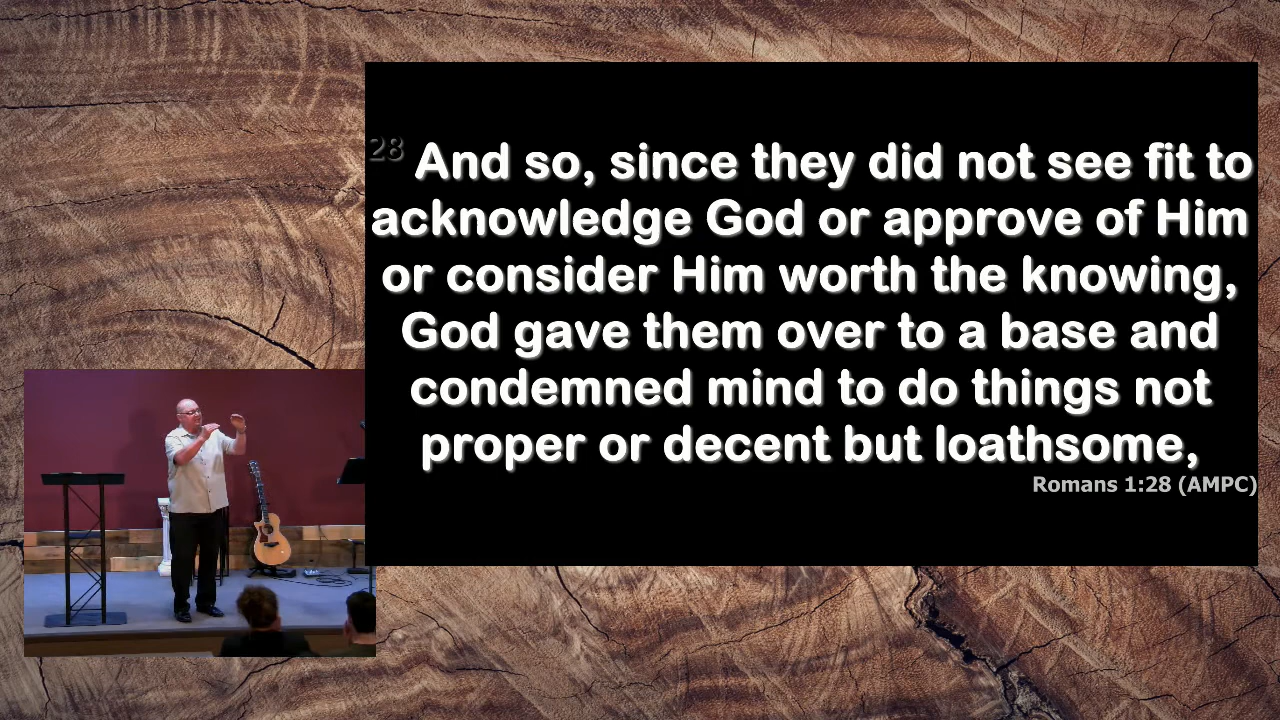 28 And so, since they did not see fit to
acknowledge God or approve of Him
or consider Him worth the knowing,
God gave them over to a base and
condemned mind to do things not
proper or decent but loathsome,
Romans 1:28 (AMPC)